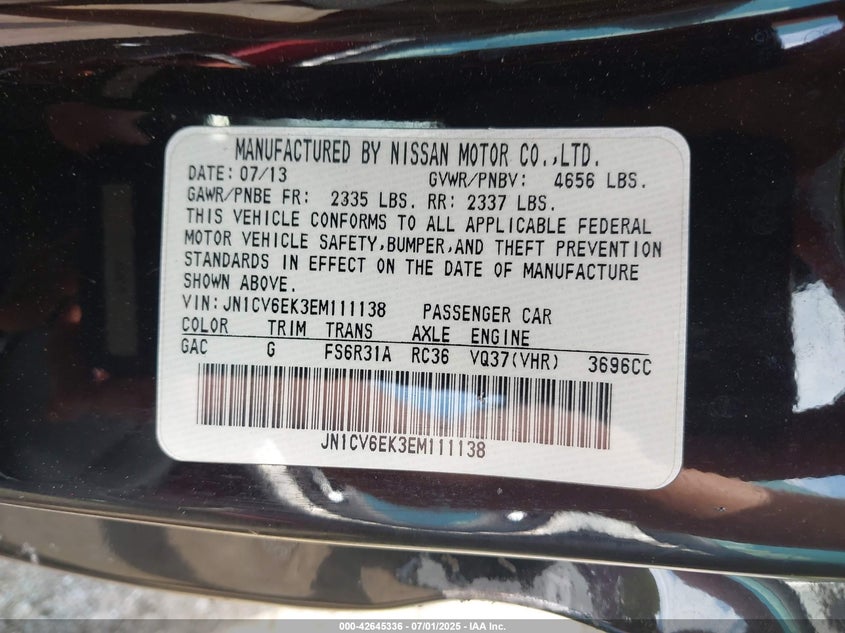 MANUFACTURED BY NISSAN MOTOR CO.,LTD.
DATE: 07/13 GVWR/PNBV: 4656 LBS.
GAWR/PNBE FR: 2335 LBS. RR: 2337 LBS.
THIS VEHICLE CONFORMS TO ALL APPLICABLE FEDERAL
MOTOR VEHICLE SAFETY,BUMPER,AND THEFT PREVENTION
STANDARDS IN EFFECT ON THE DATE OF MANUFACTURE
SHOWN ABOVE.
VIN:JN1CV6EK3EM111138 PASSENGER CAR
COLOR TRIM TRANS AXLE ENGINE
GAC G FS6R31A RC36 VQ37(VHR) 3696CC
JN1CV6EK3EM111138
000-42645336 - 07/01/2025 - IAA Inc.